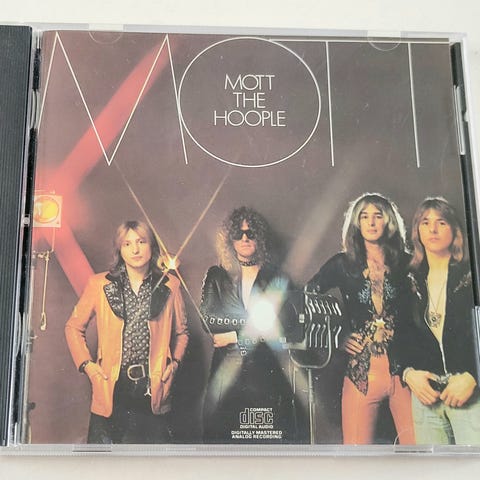 MOTT
MOTT
THE
HOOPLE
COMPACT
disc
DIGITAL AUDIO
DIGITALLY MASTERED
ANALOG RECORDING